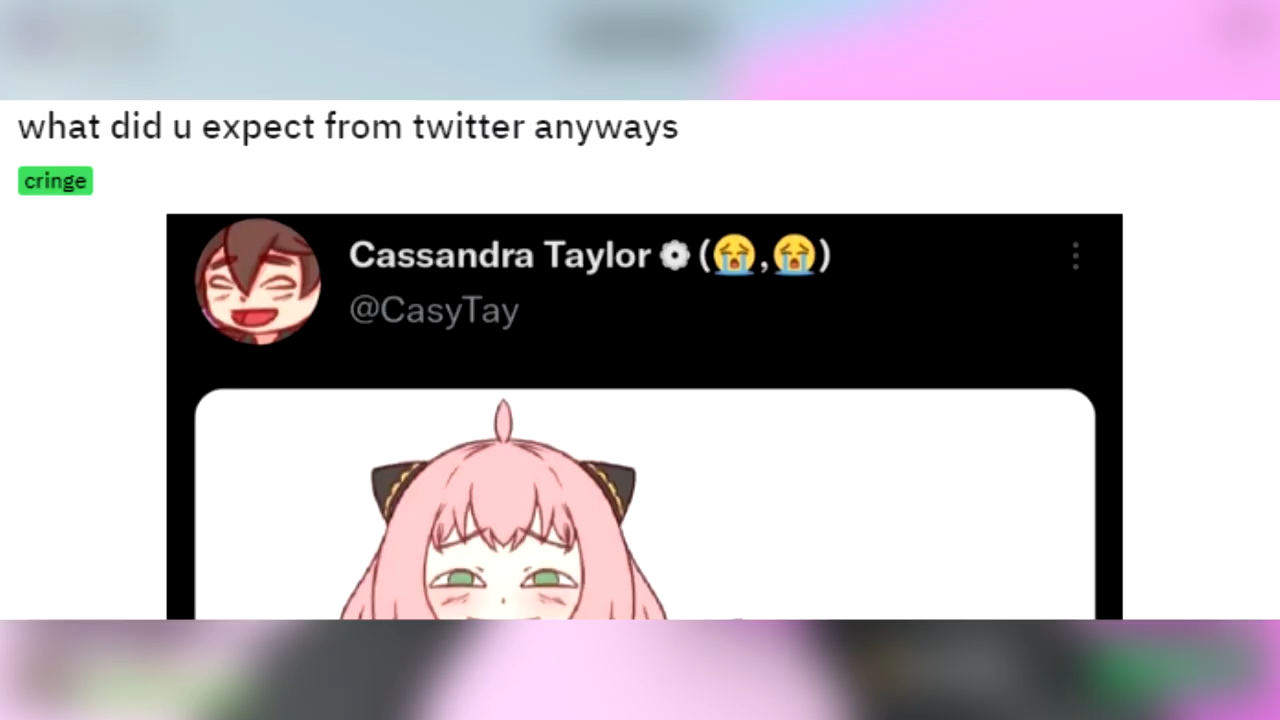 what did u expect from twitter anyways
cringe
Cassandra Taylor (😭,😭)
@CasyTay